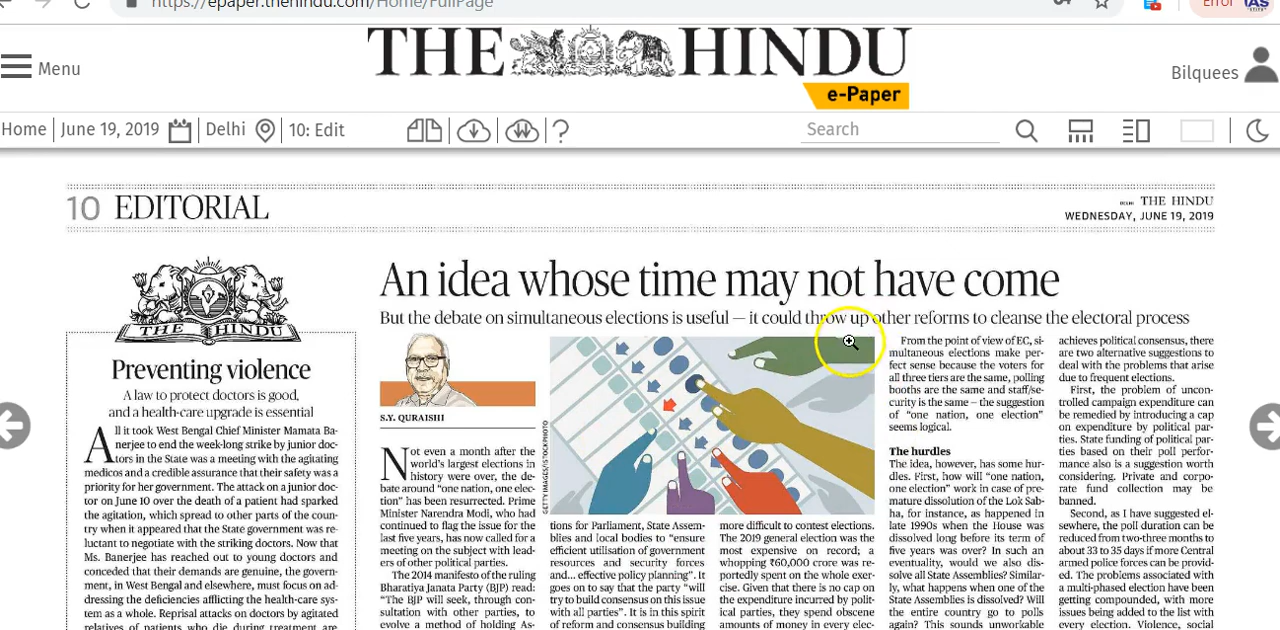 https://epaper.thehindu.com/Home/FullPage
Error
IAS
Menu
THE HINDU
e-Paper
Bilquees
Home
June 19, 2019
Delhi
10: Edit
?
Search
10 EDITORIAL
DELHI THE HINDU
WEDNESDAY, JUNE 19, 2019
THE HINDU
Preventing violence
A law to protect doctors is good,
and a health-care upgrade is essential
All it took West Bengal Chief Minister Mamata Ba-
nerjee to end the week-long strike by junior doc-
tors in the State was a meeting with the agitating
medicos and a credible assurance that their safety was a
priority for her government. The attack on a junior doc-
tor on June 10 over the death of a patient had sparked
the agitation, which spread to other parts of the coun-
try when it appeared that the State government was re-
luctant to negotiate with the striking doctors. Now that
Ms. Banerjee has reached out to young doctors and
conceded that their demands are genuine, the govern-
ment, in West Bengal and elsewhere, must focus on ad-
dressing the deficiencies afflicting the health-care sys-
tem as a whole. Reprisal attacks on doctors by agitated
relatives of patients who die during treatment are
An idea whose time may not have come
But the debate on simultaneous elections is useful — it could throw up other reforms to cleanse the electoral process
S.Y. QURAISHI
GETTY IMAGES/ISTOCKPHOTO
Not even a month after the
world's largest elections in
history were over, the de-
bate around "one nation, one elec-
tion" has been resurrected. Prime
Minister Narendra Modi, who had
continued to flag the issue for the
last five years, has now called for a
meeting on the subject with lead-
ers of other political parties.
The 2014 manifesto of the ruling
Bharatiya Janata Party (BJP) read:
"The BJP will seek, through con-
sultation with other parties, to
evolve a method of holding As-
tions for Parliament, State Assem-
blies and local bodies to "ensure
efficient utilisation of government
resources and security forces
and... effective policy planning". It
goes on to say that the party "will
try to build consensus on this issue
with all parties". It is in this spirit
of reform and consensus building
more difficult to contest elections.
The 2019 general election was the
most expensive on record; a
whopping ₹60,000 crore was re-
portedly spent on the whole exer-
cise. Given that there is no cap on
the expenditure incurred by polit-
ical parties, they spend obscene
amounts of money in every elec-
From the point of view of EC, si-
multaneous elections make per-
fect sense because the voters for
all three tiers are the same, polling
booths are the same and staff/se-
curity is the same — the suggestion
of "one nation, one election"
seems logical.
The hurdles
The idea, however, has some hur-
dles. First, how will "one nation,
one election" work in case of pre-
mature dissolution of the Lok Sab-
ha, for instance, as happened in
late 1990s when the House was
dissolved long before its term of
five years was over? In such an
eventuality, would we also dis-
solve all State Assemblies? Similar-
ly, what happens when one of the
State Assemblies is dissolved? Will
the entire country go to polls
again? This sounds unworkable
achieves political consensus, there
are two alternative suggestions to
deal with the problems that arise
due to frequent elections.
First, the problem of uncon-
trolled campaign expenditure can
be remedied by introducing a cap
on expenditure by political par-
ties. State funding of political par-
ties based on their poll perfor-
mance also is a suggestion worth
considering. Private and corpo-
rate fund collection may be
banned.
Second, as I have suggested el-
sewhere, the poll duration can be
reduced from two-three months to
about 33 to 35 days if more Central
armed police forces can be provid-
ed. The problems associated with
a multi-phased election have been
getting compounded, with more
issues being added to the list with
every election. Violence, social